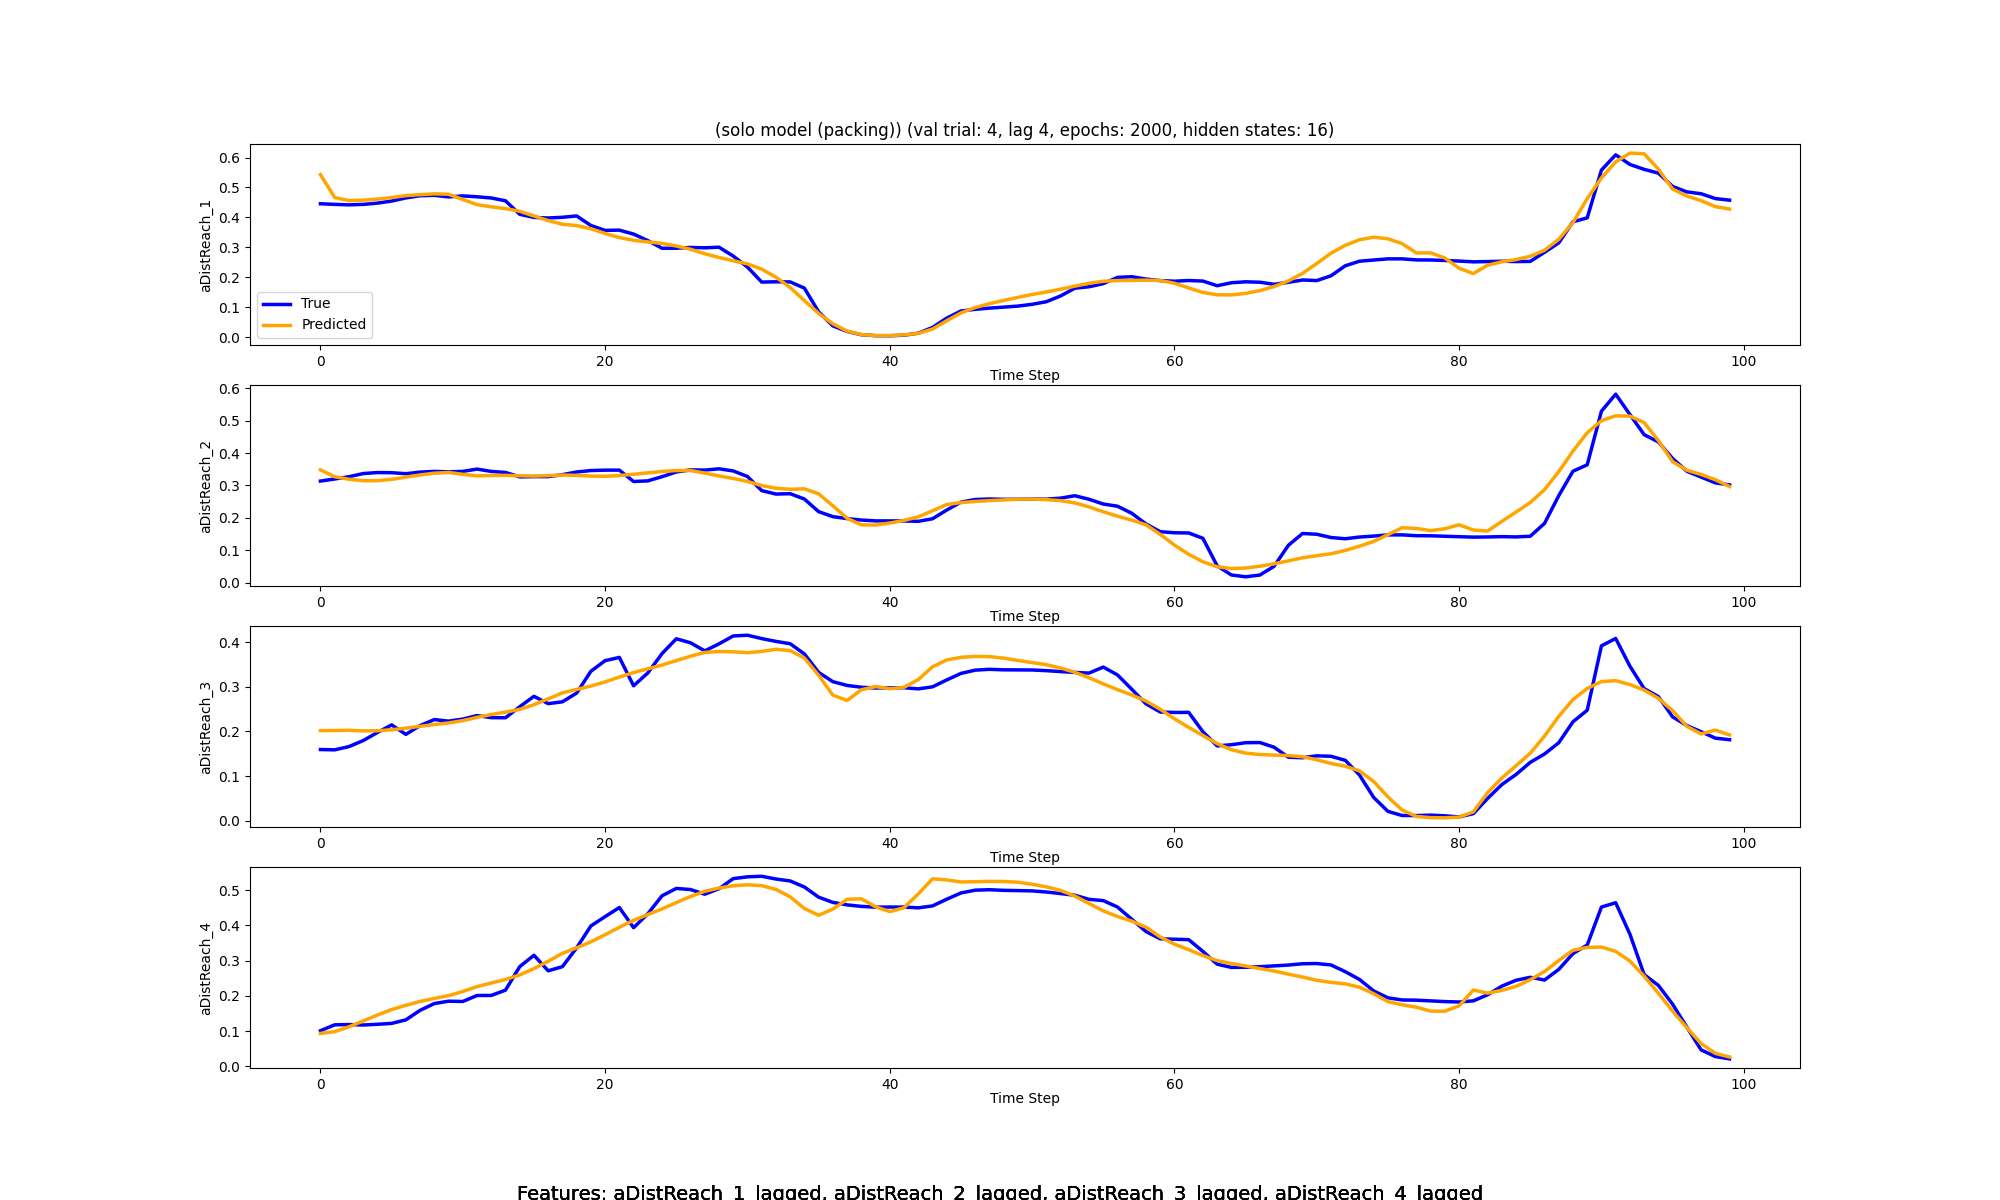 (solo model (packing)) (val trial: 4, lag 4, epochs: 2000, hidden states: 16)
0.6
0.5
0.4
0.3
0.2
0.1
0.0
aDistReach_1
True
Predicted
0 20 40 60 80 100
Time Step
0.6
0.5
0.4
0.3
0.2
0.1
0.0
aDistReach_2
0 20 40 60 80 100
Time Step
0.4
0.3
0.2
0.1
0.0
aDistReach_3
0 20 40 60 80 100
Time Step
0.5
0.4
0.3
0.2
0.1
0.0
aDistReach_4
0 20 40 60 80 100
Time Step
Features: aDistReach_1_lagged, aDistReach_2_lagged, aDistReach_3_lagged, aDistReach_4_lagged